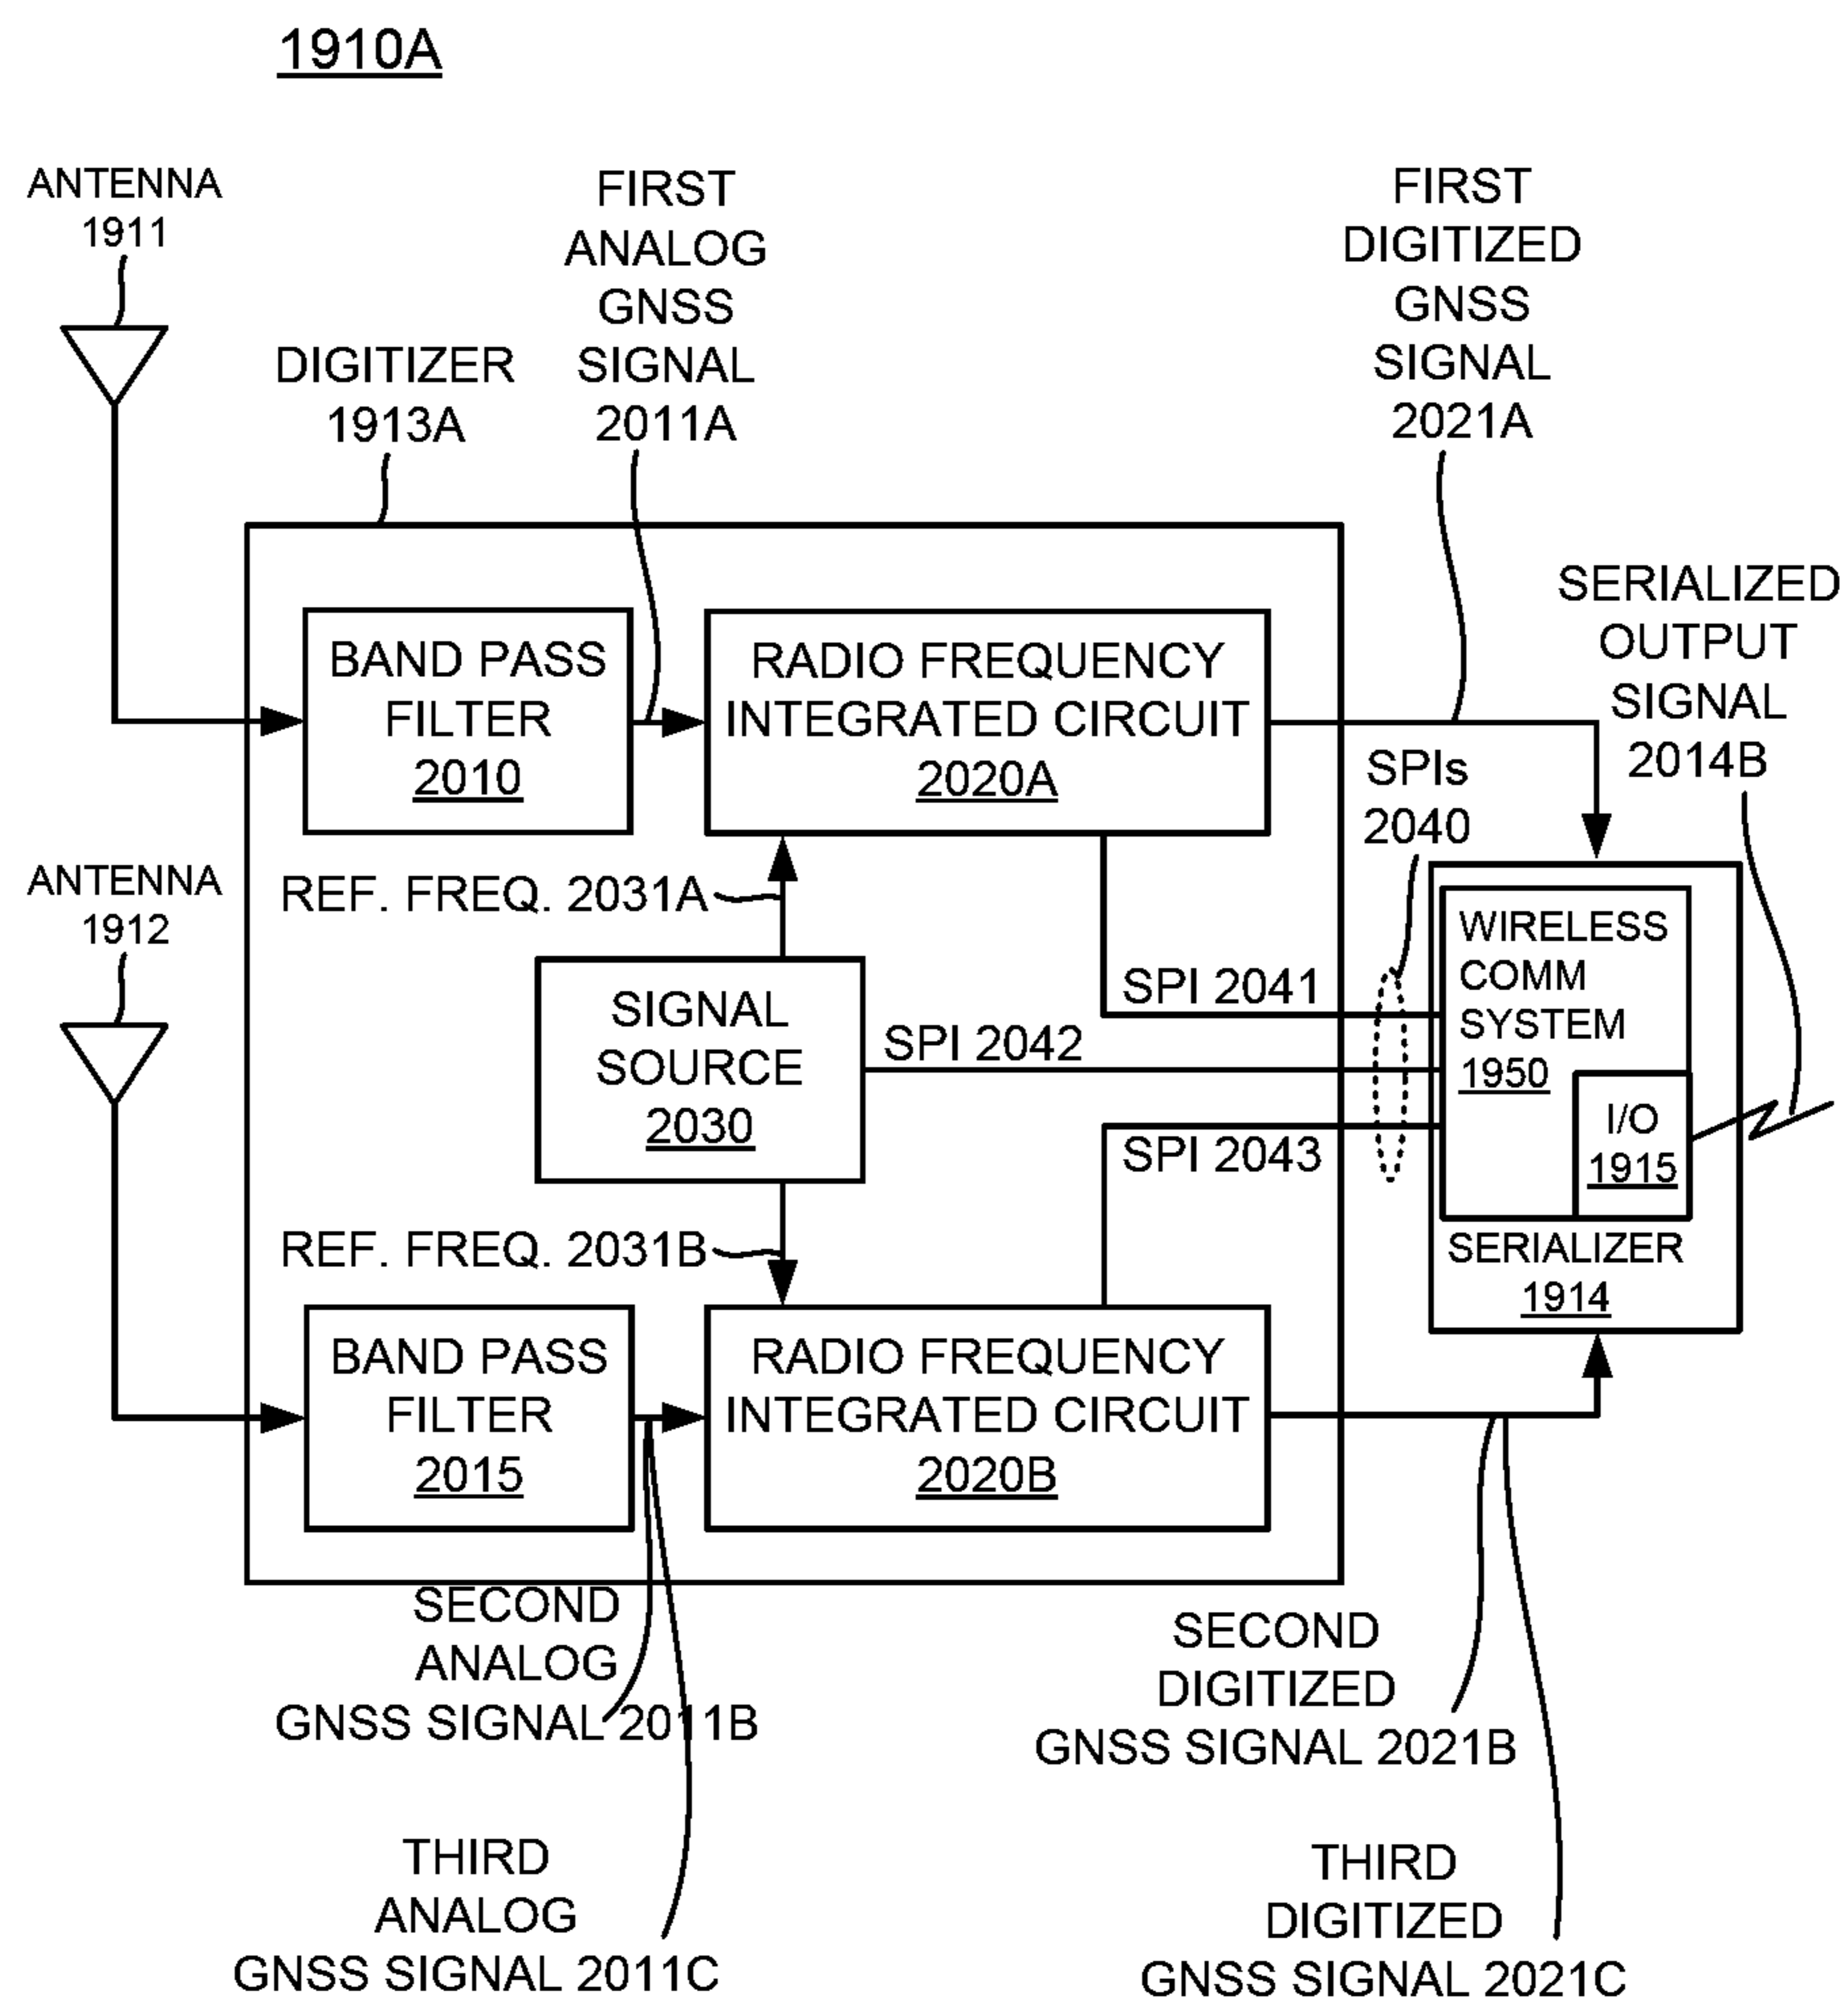 1910A
ANTENNA
1911
FIRST
ANALOG
GNSS
SIGNAL
2011A
FIRST
DIGITIZED
GNSS
SIGNAL
2021A
DIGITIZER
1913A
SERIALIZED
OUTPUT
SIGNAL
2014B
BAND PASS
FILTER
2010
RADIO FREQUENCY
INTEGRATED CIRCUIT
2020A
SPIs
2040
ANTENNA
1912
REF. FREQ. 2031A
SIGNAL
SOURCE
2030
SPI 2041
SPI 2042
SPI 2043
WIRELESS
COMM
SYSTEM
1950
I/O
1915
SERIALIZER
1914
REF. FREQ. 2031B
BAND PASS
FILTER
2015
RADIO FREQUENCY
INTEGRATED CIRCUIT
2020B
SECOND
ANALOG
GNSS SIGNAL 2011B
SECOND
DIGITIZED
GNSS SIGNAL 2021B
THIRD
ANALOG
GNSS SIGNAL 2011C
THIRD
DIGITIZED
GNSS SIGNAL 2021C